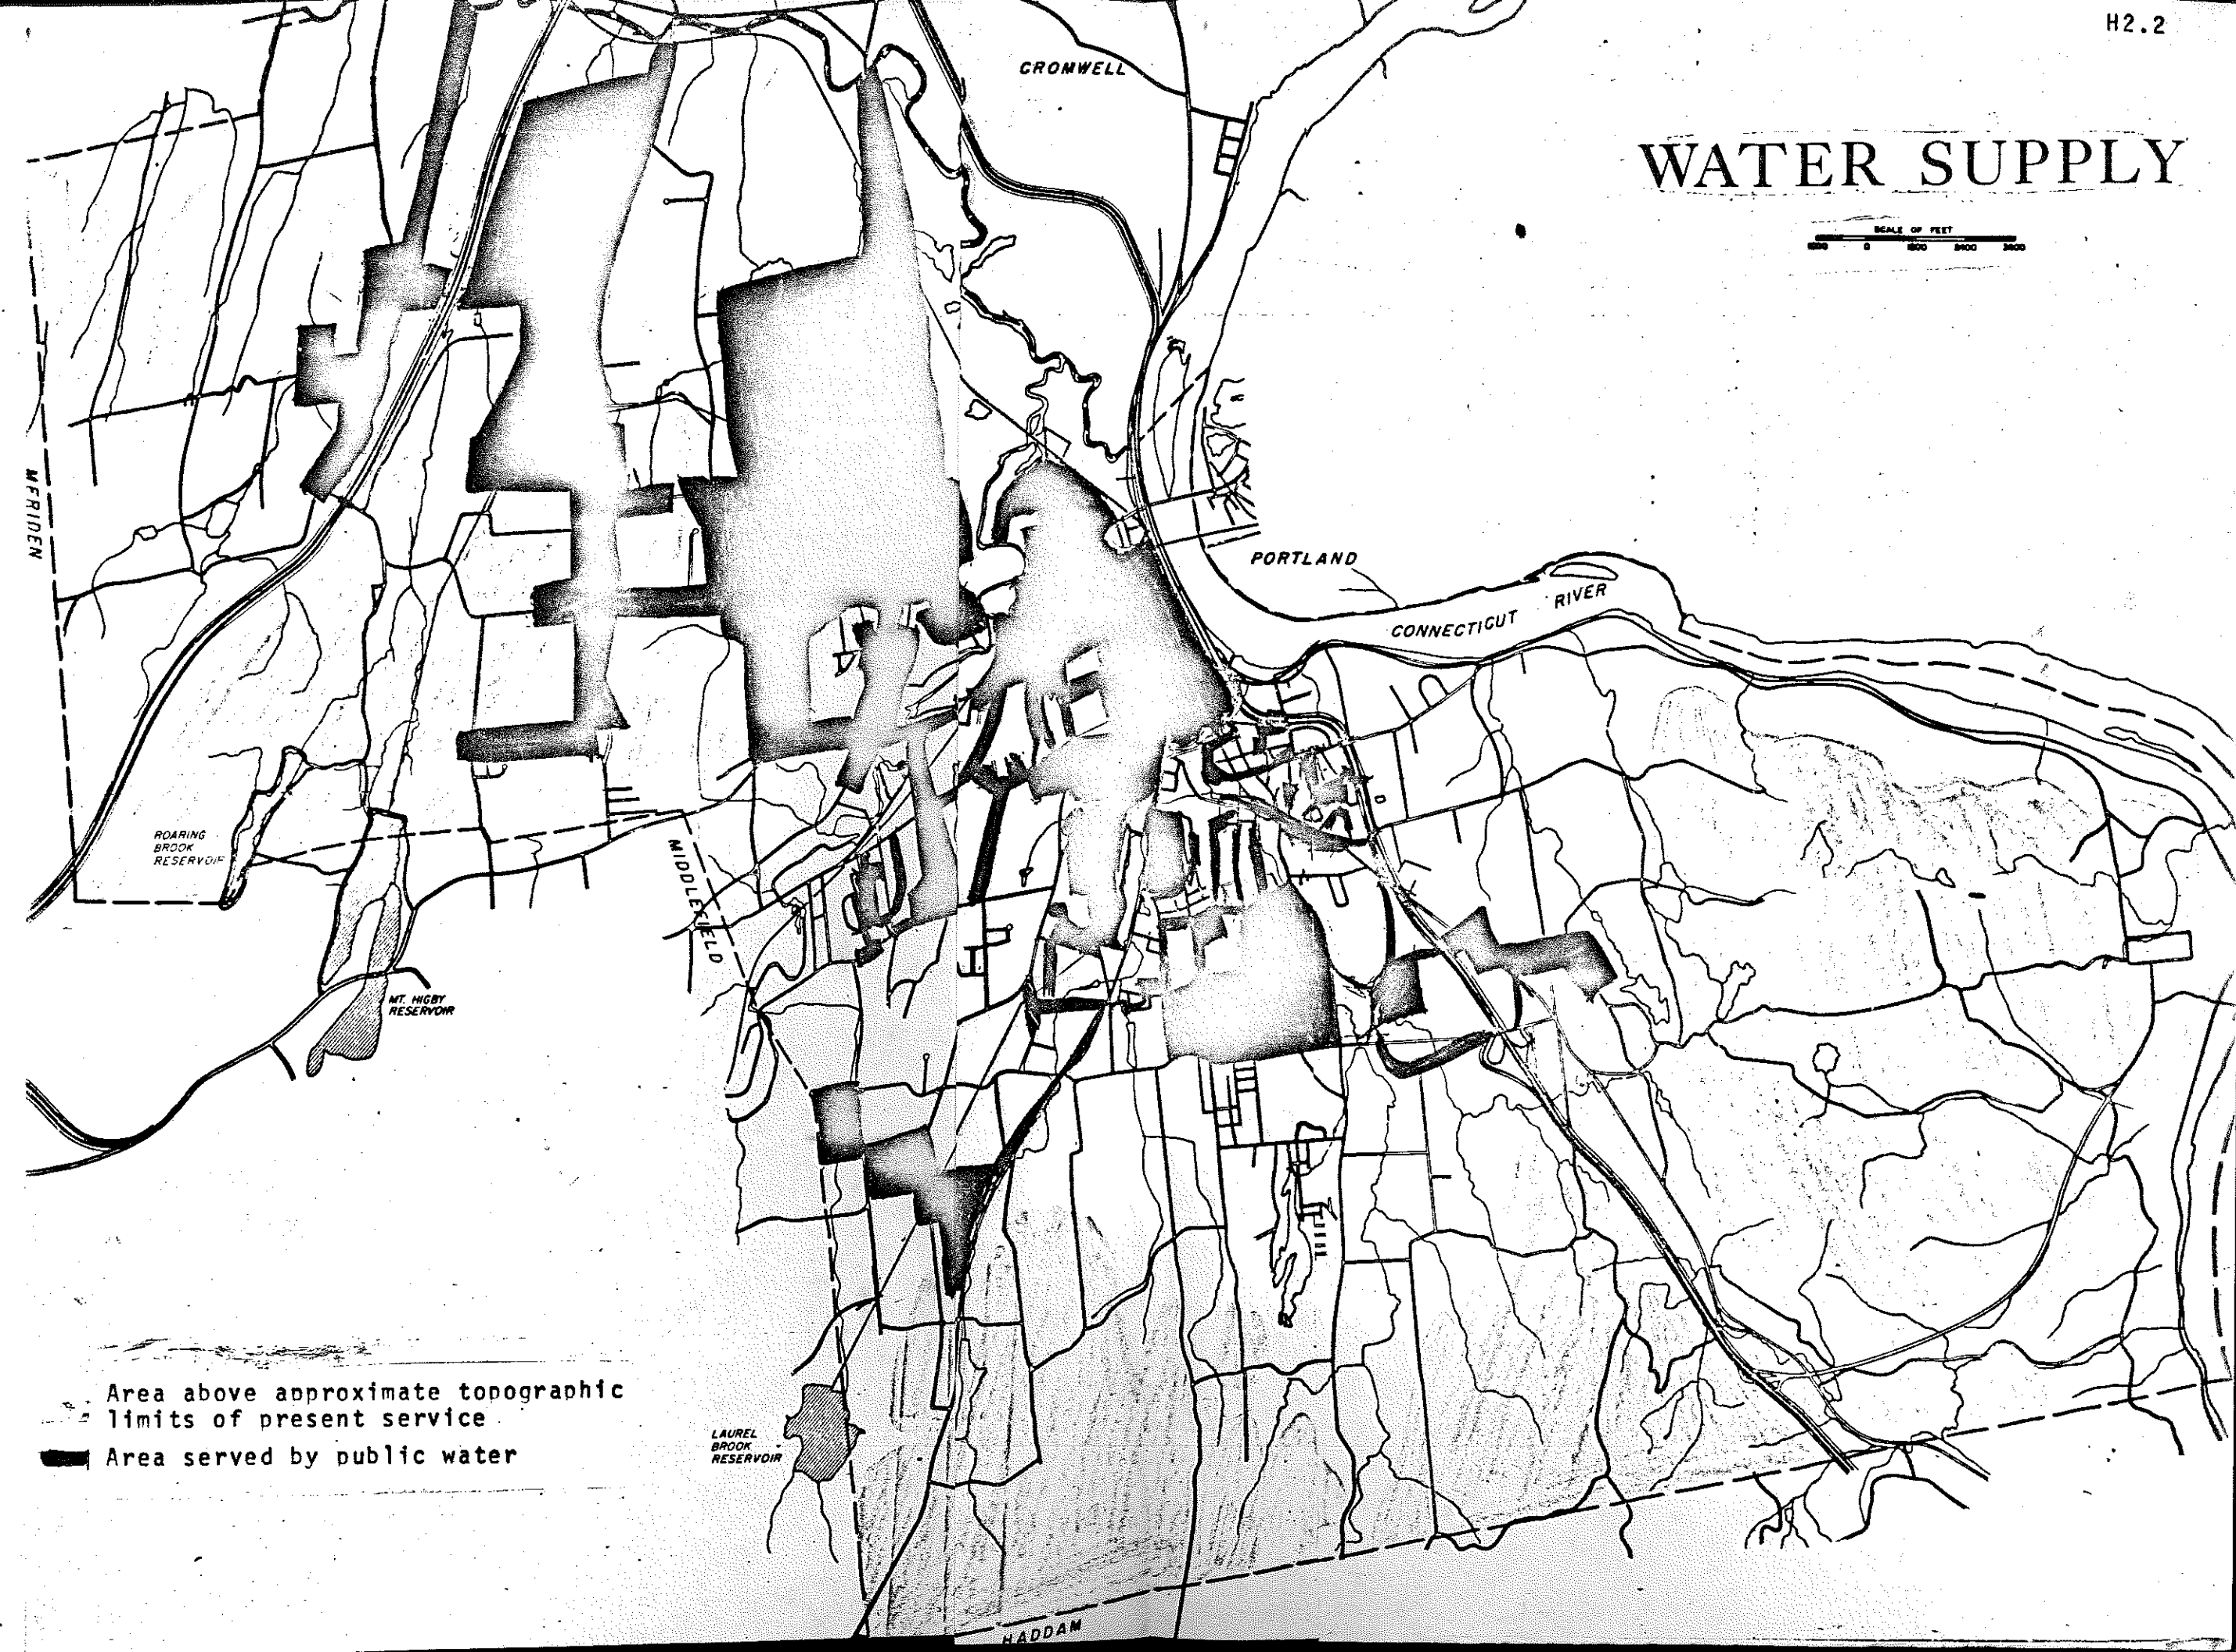 H2.2
CROMWELL
WATER SUPPLY
SCALE OF FEET
0
MERIDEN
PORTLAND
CONNECTICUT RIVER
ROARING
BROOK
RESERVOIR
MIDDLEFIELD
MT. HIGBY
RESERVOIR
Area above approximate topographic
limits of present service
Area served by public water
LAUREL
BROOK
RESERVOIR
HADDAM